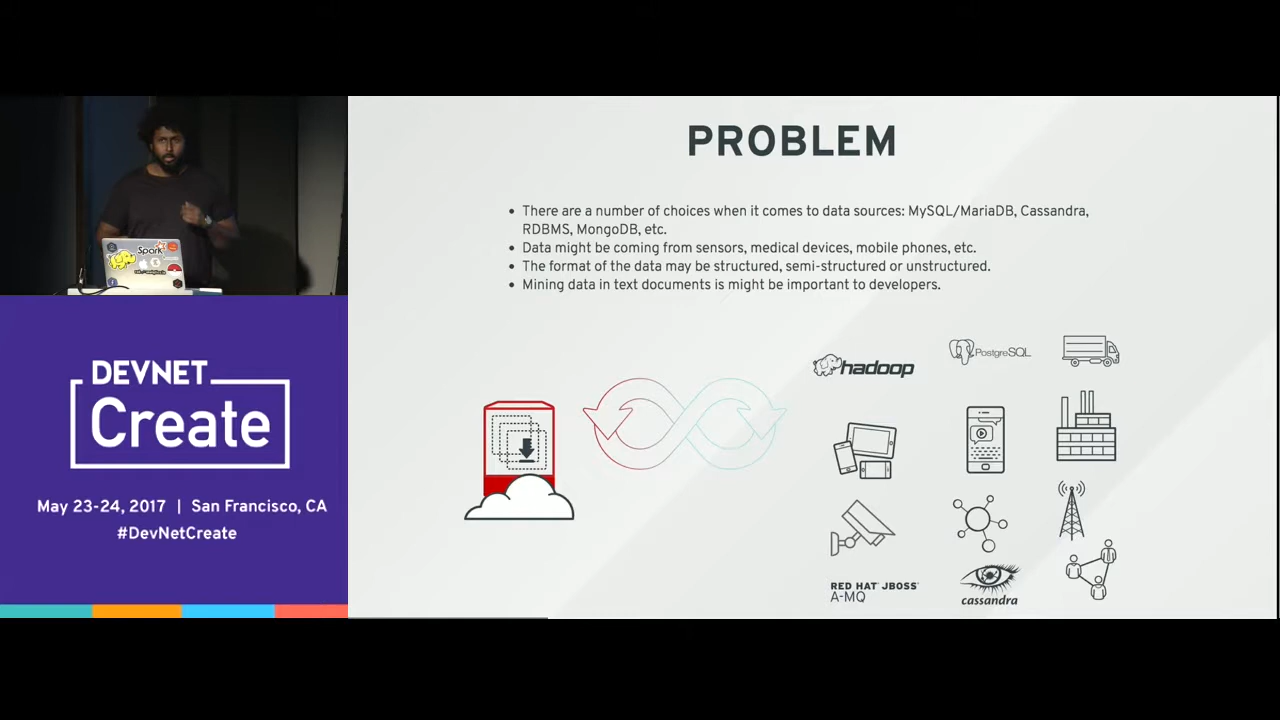 PROBLEM
There are a number of choices when it comes to data sources: MySQL/MariaDB, Cassandra,
RDBMS, MongoDB, etc.
Data might be coming from sensors, medical devices, mobile phones, etc.
The format of the data may be structured, semi-structured or unstructured.
Mining data in text documents is might be important to developers.
hadoop
PostgreSQL
RED HAT JBOSS
A-MQ
cassandra
Spark
DEVNET
Create
May 23-24, 2017 | San Francisco, CA
#DevNetCreate